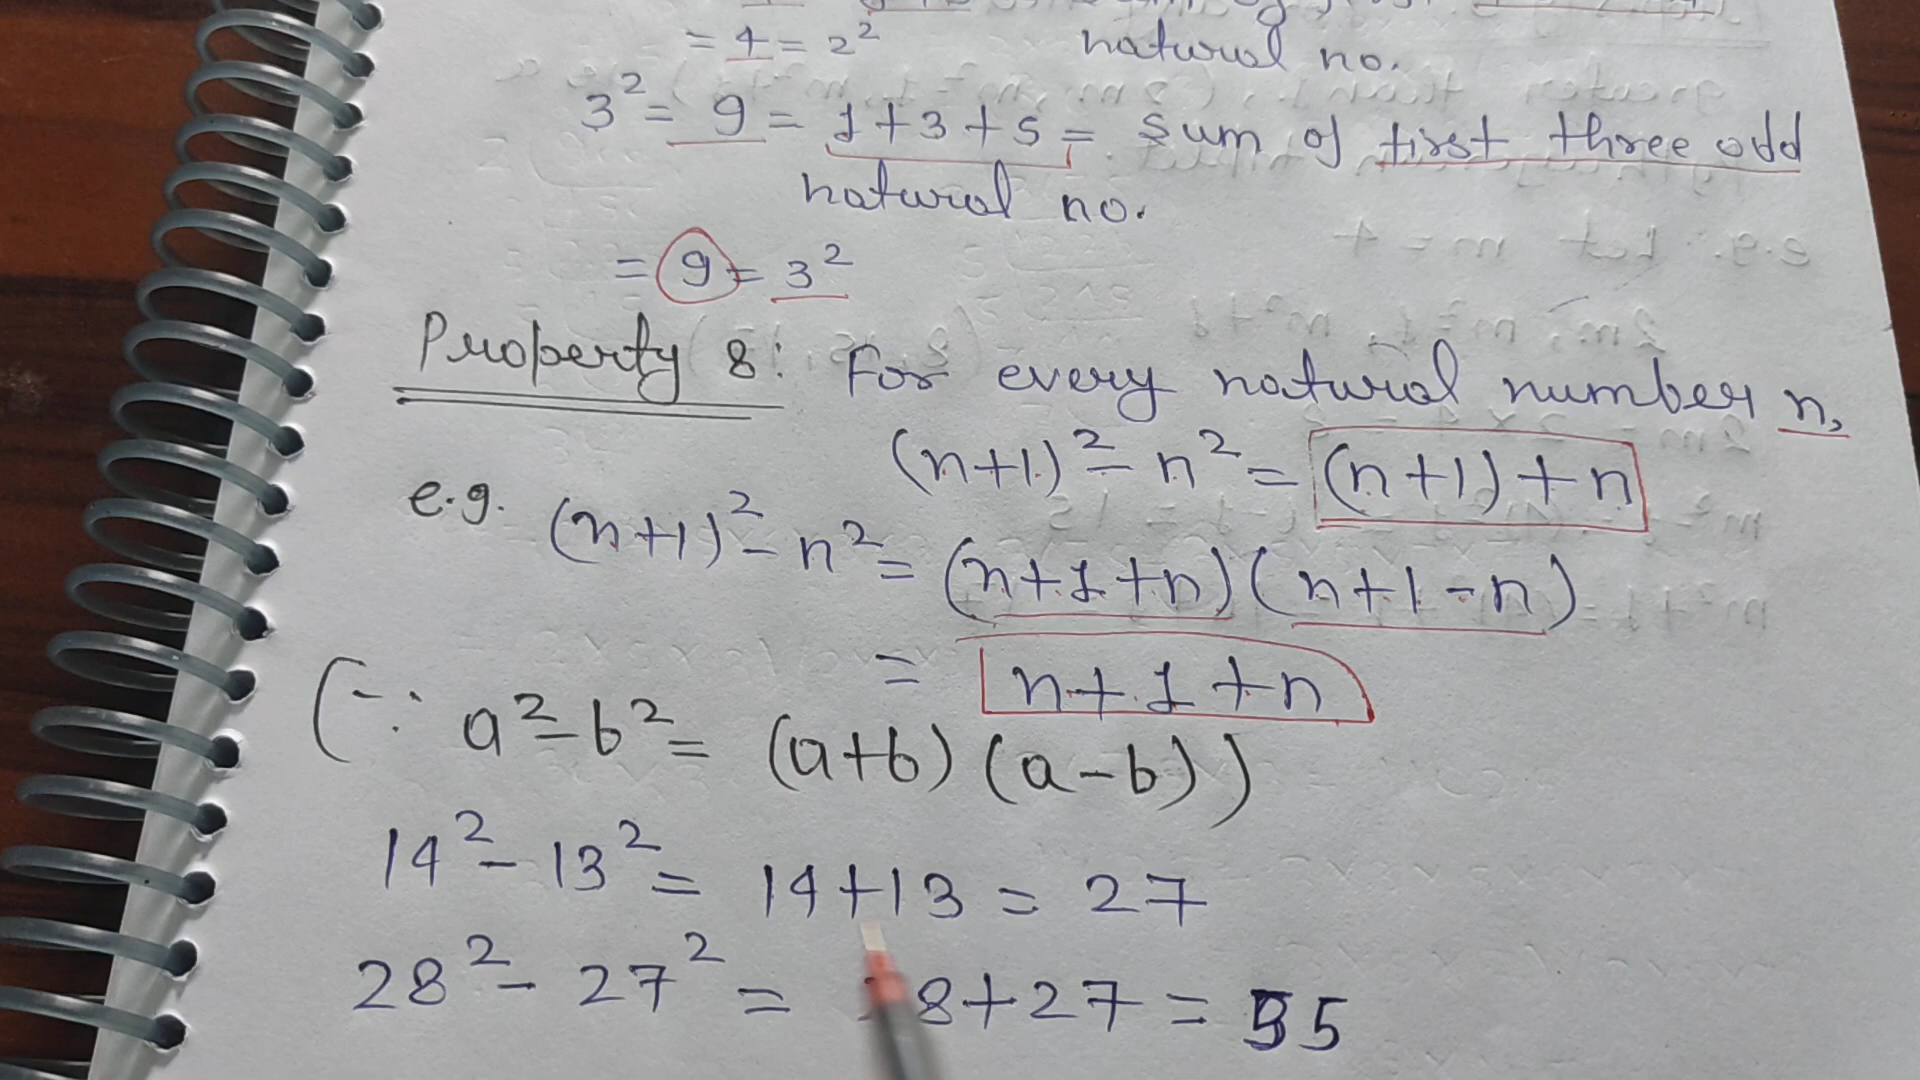 = 4 = 2² natural no.
3² = 9 = 1+3+5 = Sum of first three odd
natural no.
= 9 = 3²
Property 8: For every natural number n,
(n+1)² - n² = (n+1)+n
e.g. (n+1)² - n² = (n+1+n)(n+1-n)
= n+1+n
(∵ a² - b² = (a+b)(a-b))
14² - 13² = 14+13 = 27
28² - 27² = 8+27 = 55